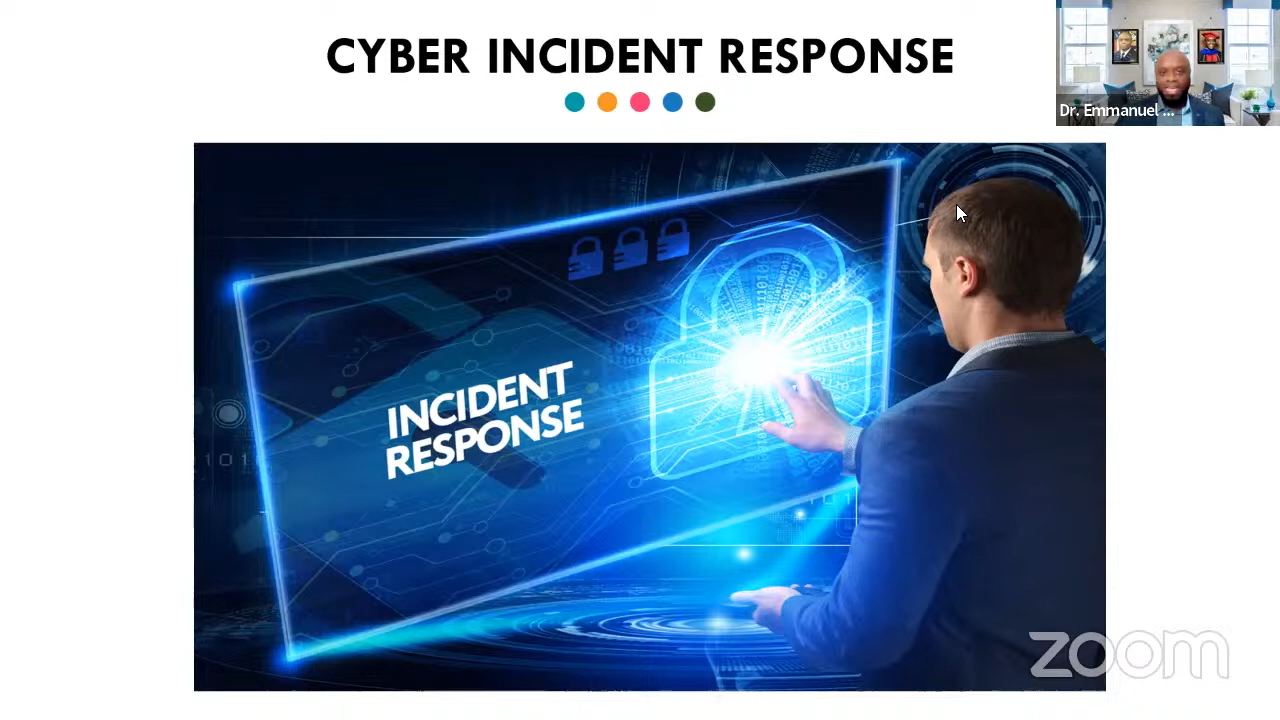 CYBER INCIDENT RESPONSE
Dr. Emmanuel ...
INCIDENT
RESPONSE
zoom